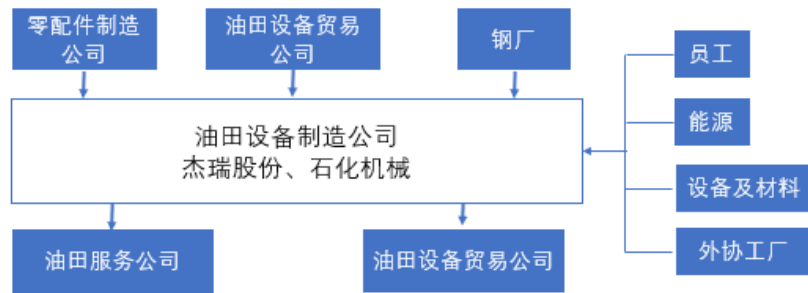 零配件制造
公司
油田设备贸易
公司
钢厂
员工
能源
设备及材料
外协工厂
油田设备制造公司
杰瑞股份、石化机械
油田服务公司
油田设备贸易公司